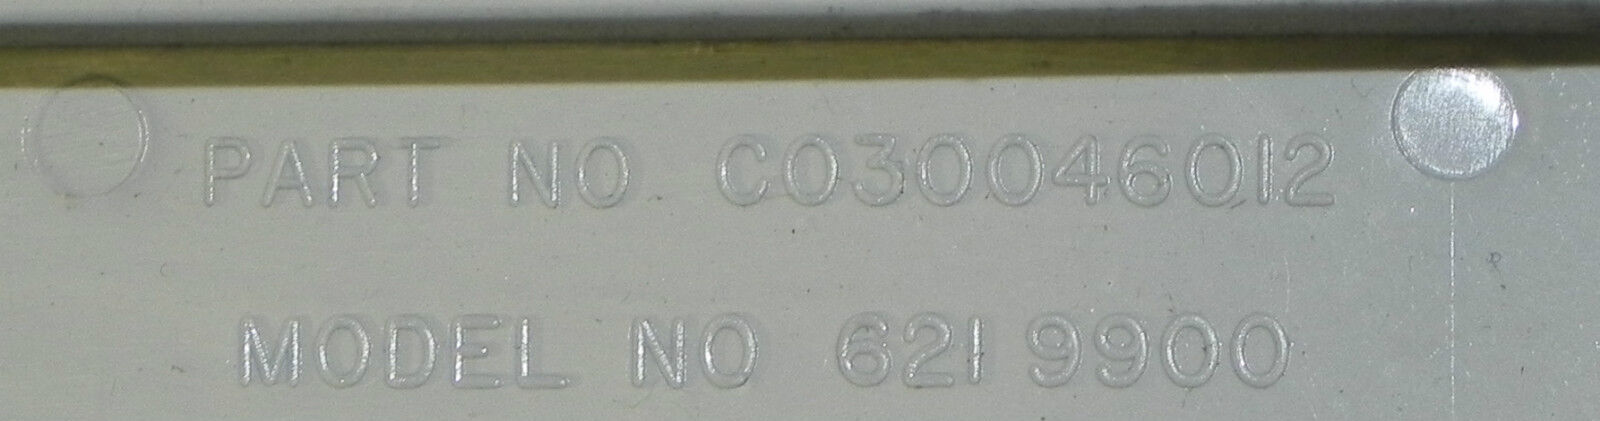 PART NO C030046012
MODEL NO 621 9900